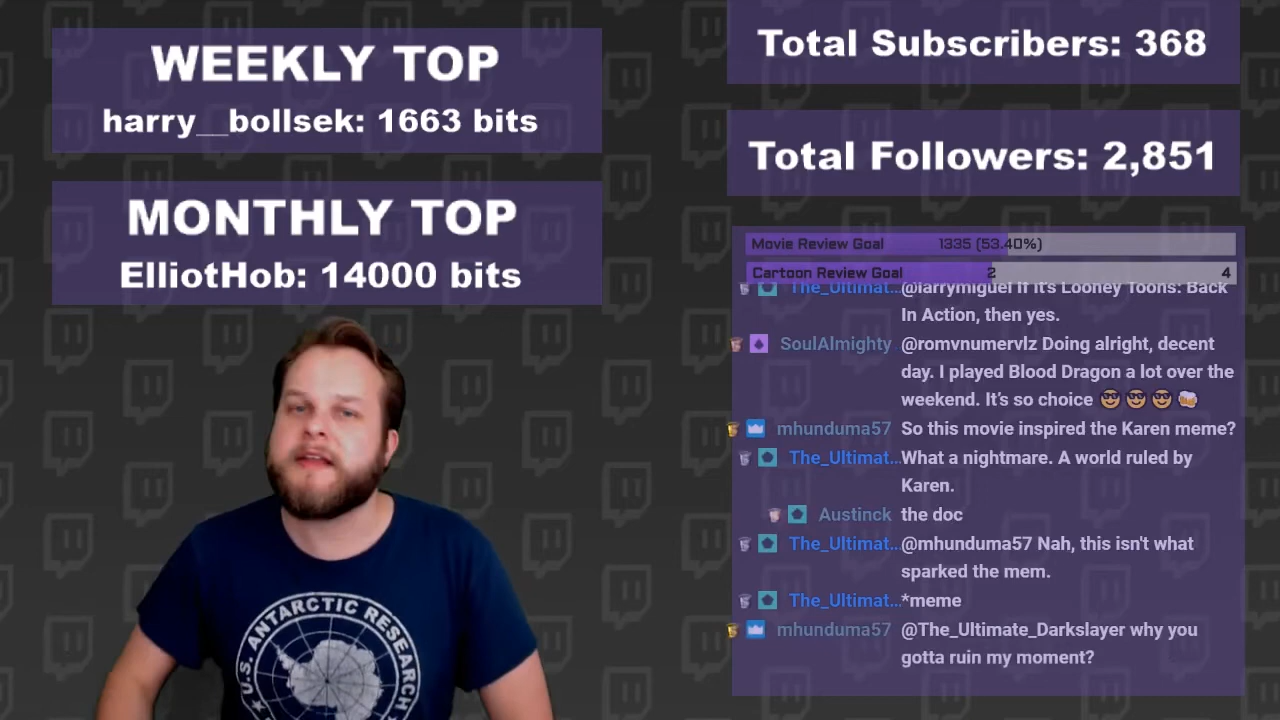 WEEKLY TOP
harry__bollsek: 1663 bits
MONTHLY TOP
ElliotHob: 14000 bits
Total Subscribers: 368
Total Followers: 2,851
Movie Review Goal 1335 (53.40%)
Cartoon Review Goal 2 4
The_Ultimat... @larrymiguel If it's Looney Toons: Back
In Action, then yes.
SoulAlmighty @romvnumervlz Doing alright, decent
day. I played Blood Dragon a lot over the
weekend. It's so choice 😎😎😎🍻
mhunduma57 So this movie inspired the Karen meme?
The_Ultimat... What a nightmare. A world ruled by
Karen.
Austinck the doc
The_Ultimat... @mhunduma57 Nah, this isn't what
sparked the mem.
The_Ultimat... *meme
mhunduma57 @The_Ultimate_Darkslayer why you
gotta ruin my moment?
U.S. ANTARCTIC RESEARCH